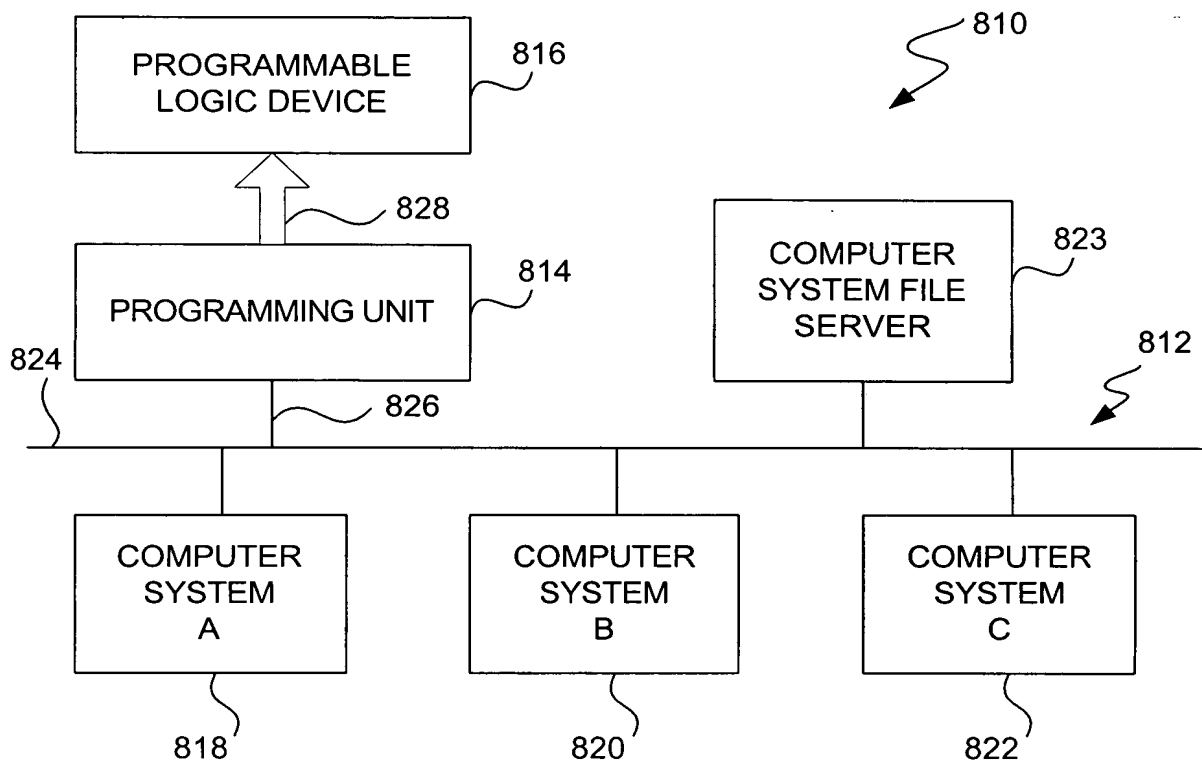 810
PROGRAMMABLE
LOGIC DEVICE
816
828
PROGRAMMING UNIT
814
COMPUTER
SYSTEM FILE
SERVER
823
812
824
826
COMPUTER
SYSTEM
A
COMPUTER
SYSTEM
B
COMPUTER
SYSTEM
C
818
820
822